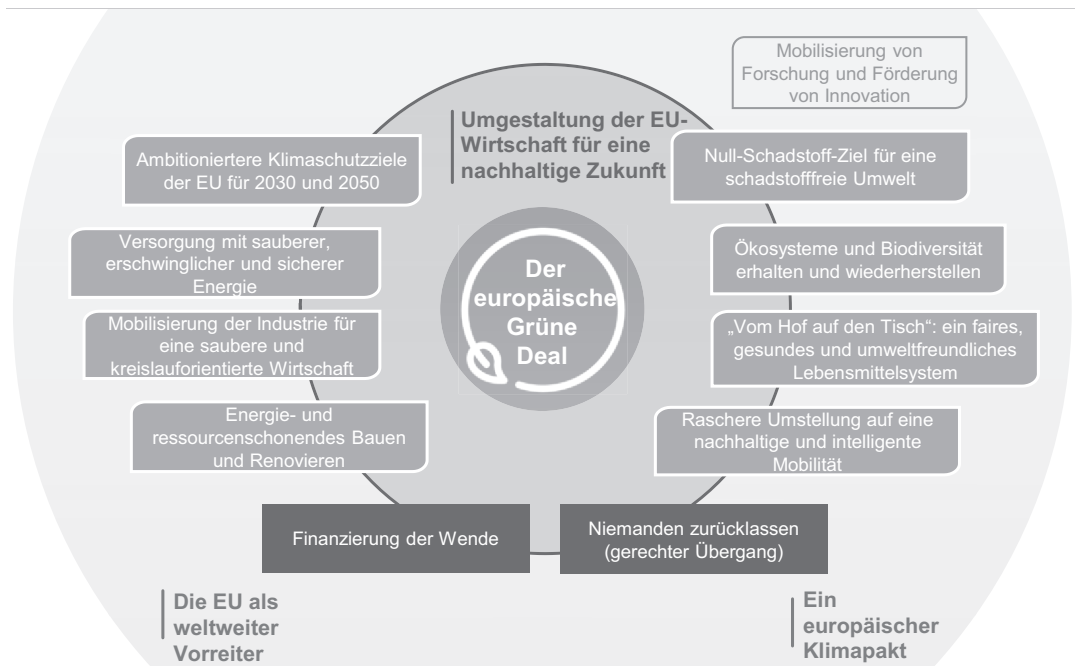 Mobilisierung von
Forschung und Förderung
von Innovation
Umgestaltung der EU-
Wirtschaft für eine
nachhaltige Zukunft
Ambitioniertere Klimaschutzziele
der EU für 2030 und 2050
Null-Schadstoff-Ziel für eine
schadstofffreie Umwelt
Versorgung mit sauberer,
erschwinglicher und sicherer
Energie
Ökosysteme und Biodiversität
erhalten und wiederherstellen
Der
europäische
Grüne
Deal
Mobilisierung der Industrie für
eine saubere und
kreislauforientierte Wirtschaft
„Vom Hof auf den Tisch“: ein faires,
gesundes und umweltfreundliches
Lebensmittelsystem
Energie- und
ressourcenschonendes Bauen
und Renovieren
Raschere Umstellung auf eine
nachhaltige und intelligente
Mobilität
Finanzierung der Wende
Niemanden zurücklassen
(gerechter Übergang)
Die EU als
weltweiter
Vorreiter
Ein
europäischer
Klimapakt